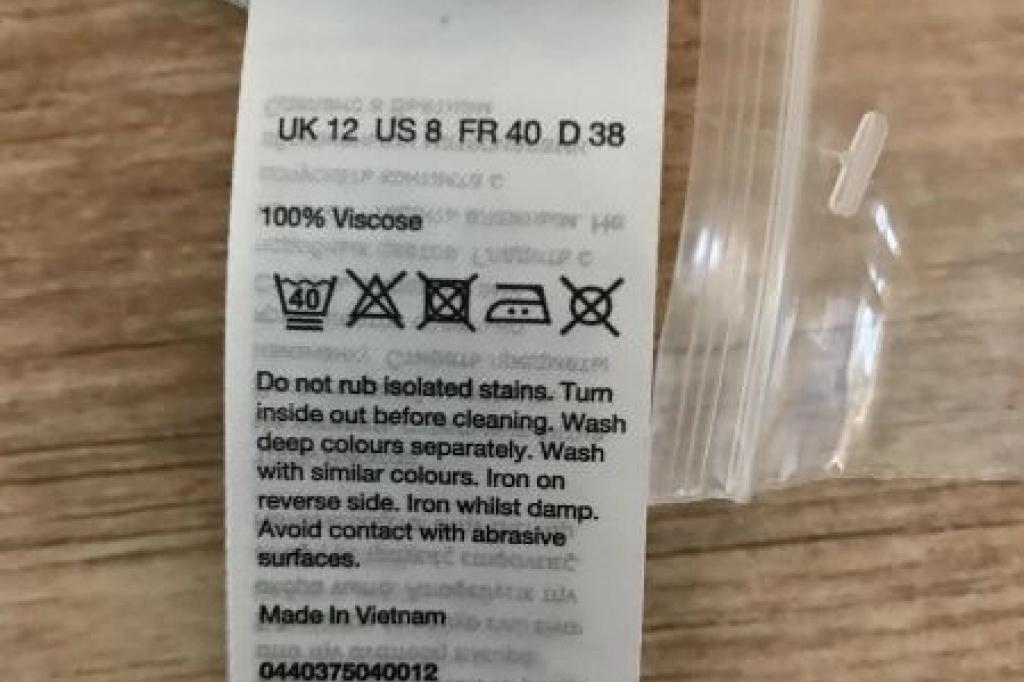 UK 12 US 8 FR 40 D 38
100% Viscose
40
Do not rub isolated stains. Turn
inside out before cleaning. Wash
deep colours separately. Wash
with similar colours. Iron on
reverse side. Iron whilst damp.
Avoid contact with abrasive
surfaces.
Made In Vietnam
0440375040012